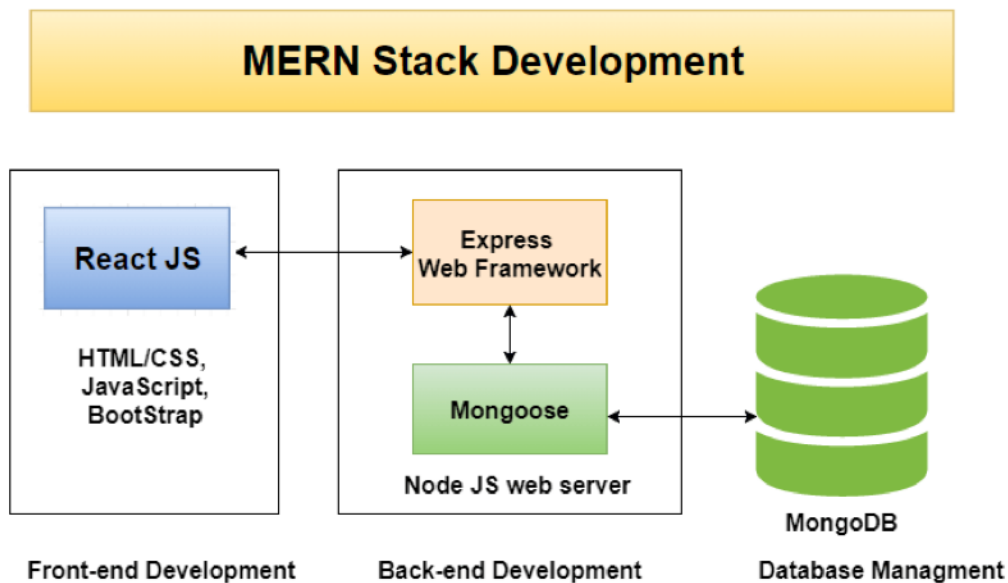 MERN Stack Development
React JS
HTML/CSS,
JavaScript,
BootStrap
Express
Web Framework
Mongoose
Node JS web server
MongoDB
Front-end Development
Back-end Development
Database Managment